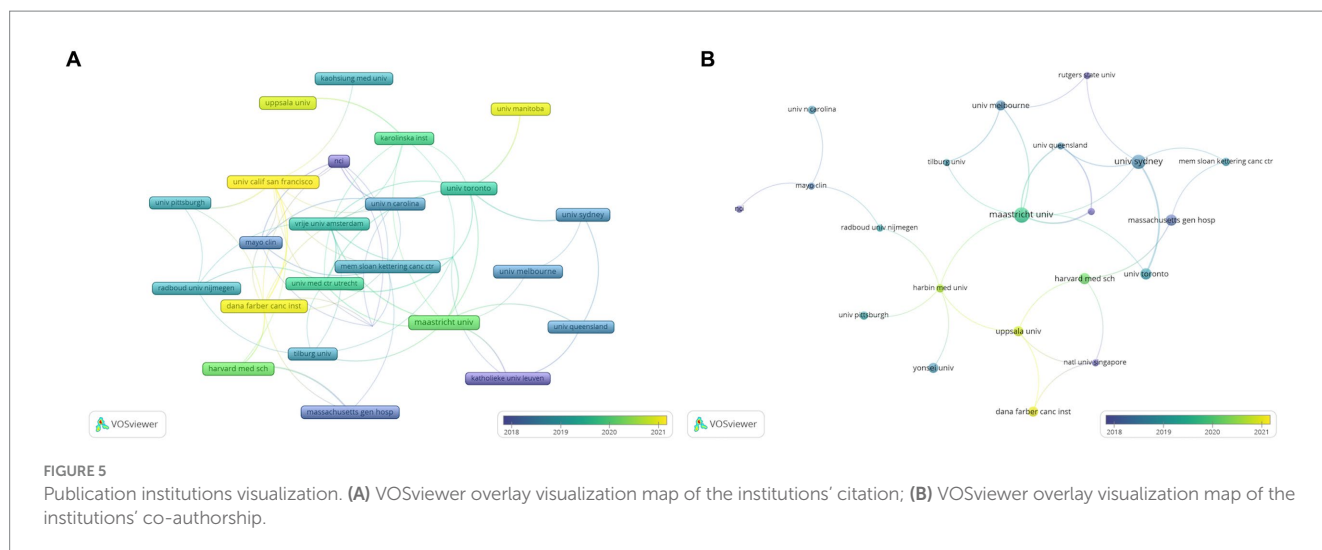 A
kaohsiung med univ
uppsala univ
univ manitoba
karolinska inst
nci
univ calif san francisco
univ toronto
univ pittsburgh
univ n carolina
univ sydney
vrije univ amsterdam
mayo clin
mem sloan kettering canc ctr
univ melbourne
univ med ctr utrecht
radboud univ nijmegen
dana farber canc inst
maastricht univ
univ queensland
tilburg univ
harvard med sch
katholieke univ leuven
massachusetts gen hosp
VOSviewer
2018 2019 2020 2021
B
rutgers state univ
univ n carolina
univ melbourne
univ queensland
tilburg univ
univ sydney
mem sloan kettering canc ctr
mayo clin
nci
maastricht univ
massachusetts gen hosp
radboud univ nijmegen
harvard med sch
univ toronto
harbin med univ
univ pittsburgh
uppsala univ
natl univ singapore
yonsei univ
dana farber canc inst
VOSviewer
2018 2019 2020 2021
FIGURE 5
Publication institutions visualization. (A) VOSviewer overlay visualization map of the institutions’ citation; (B) VOSviewer overlay visualization map of the
institutions’ co-authorship.